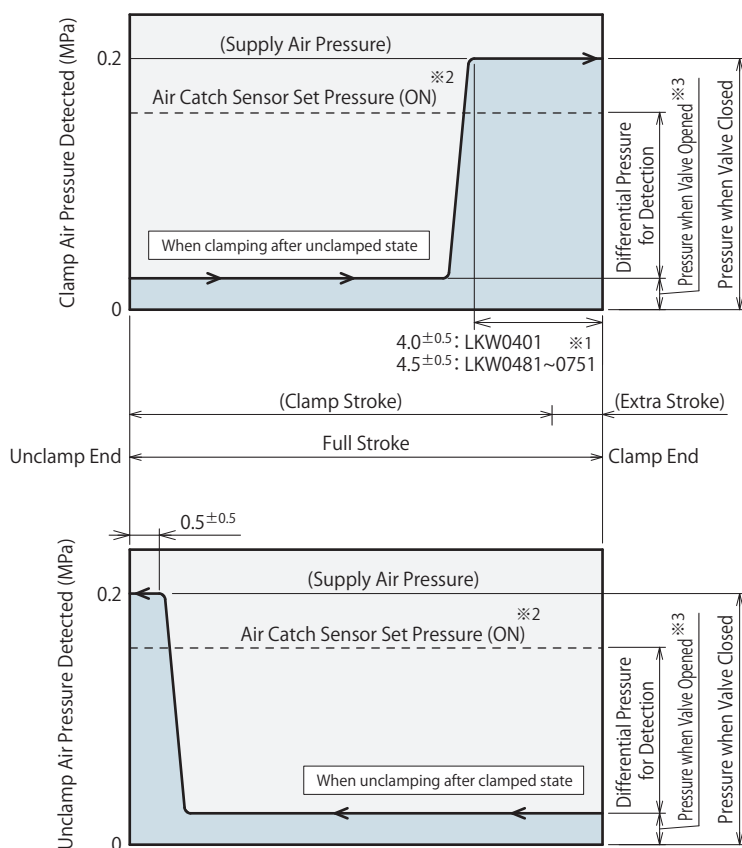 Clamp Air Pressure Detected (MPa)
0.2
(Supply Air Pressure)
※2
Air Catch Sensor Set Pressure (ON)
When clamping after unclamped state
0
Differential Pressure
for Detection
Pressure when Valve Opened ※3
Pressure when Valve Closed
4.0±0.5: LKW0401 ※1
4.5±0.5: LKW0481~0751
(Clamp Stroke)
(Extra Stroke)
Unclamp End
Full Stroke
Clamp End
0.5±0.5
Unclamp Air Pressure Detected (MPa)
0.2
(Supply Air Pressure)
※2
Air Catch Sensor Set Pressure (ON)
When unclamping after clamped state
0
Differential Pressure
for Detection
Pressure when Valve Opened ※3
Pressure when Valve Closed